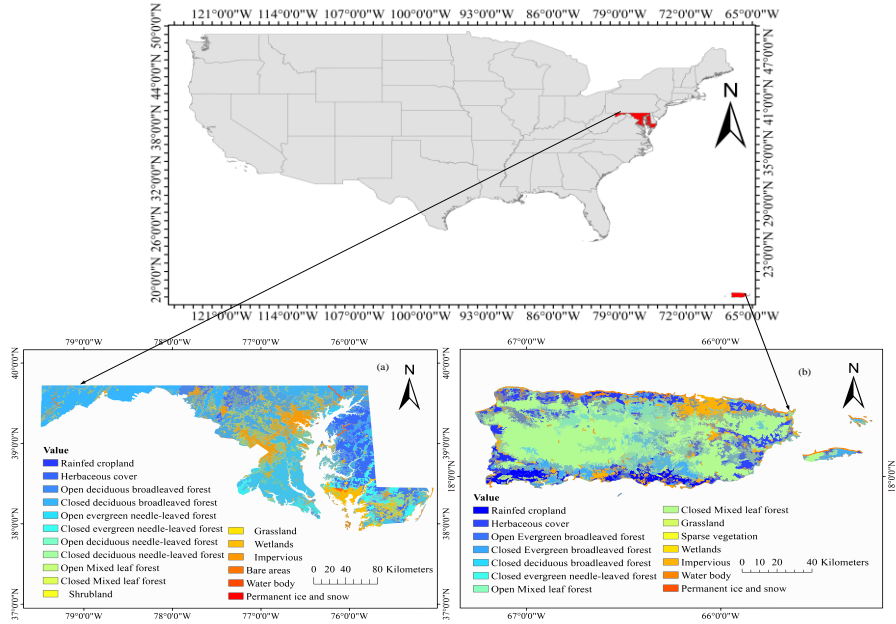 121°0'0"W 114°0'0"W 107°0'0"W 100°0'0"W 93°0'0"W 86°0'0"W 79°0'0"W 72°0'0"W 65°0'0"W
50°0'0"N
44°0'0"N
38°0'0"N
32°0'0"N
26°0'0"N
20°0'0"N
47°0'0"N
41°0'0"N
35°0'0"N
29°0'0"N
23°0'0"N
N
121°0'0"W 114°0'0"W 107°0'0"W 100°0'0"W 93°0'0"W 86°0'0"W 79°0'0"W 72°0'0"W 65°0'0"W
79°0'0"W 78°0'0"W 77°0'0"W 76°0'0"W
40°0'0"N
39°0'0"N
38°0'0"N
37°0'0"N
(a)
N
Value
Rainfed cropland
Herbaceous cover
Open deciduous broadleaved forest
Closed deciduous broadleaved forest
Open evergreen needle-leaved forest
Closed evergreen needle-leaved forest
Open deciduous needle-leaved forest
Closed deciduous needle-leaved forest
Open Mixed leaf forest
Closed Mixed leaf forest
Shrubland
Grassland
Wetlands
Impervious
Bare areas
Water body
Permanent ice and snow
0 20 40 80 Kilometers
79°0'0"W 78°0'0"W 77°0'0"W 76°0'0"W
67°0'0"W 66°0'0"W
(b)
N
18°0'0"N
18°0'0"N
Value
Rainfed cropland
Herbaceous cover
Open Evergreen broadleaved forest
Closed Evergreen broadleaved forest
Closed deciduous broadleaved forest
Closed evergreen needle-leaved forest
Open Mixed leaf forest
Closed Mixed leaf forest
Grassland
Sparse vegetation
Wetlands
Impervious
Water body
Permanent ice and snow
0 10 20 40 Kilometers
67°0'0"W 66°0'0"W